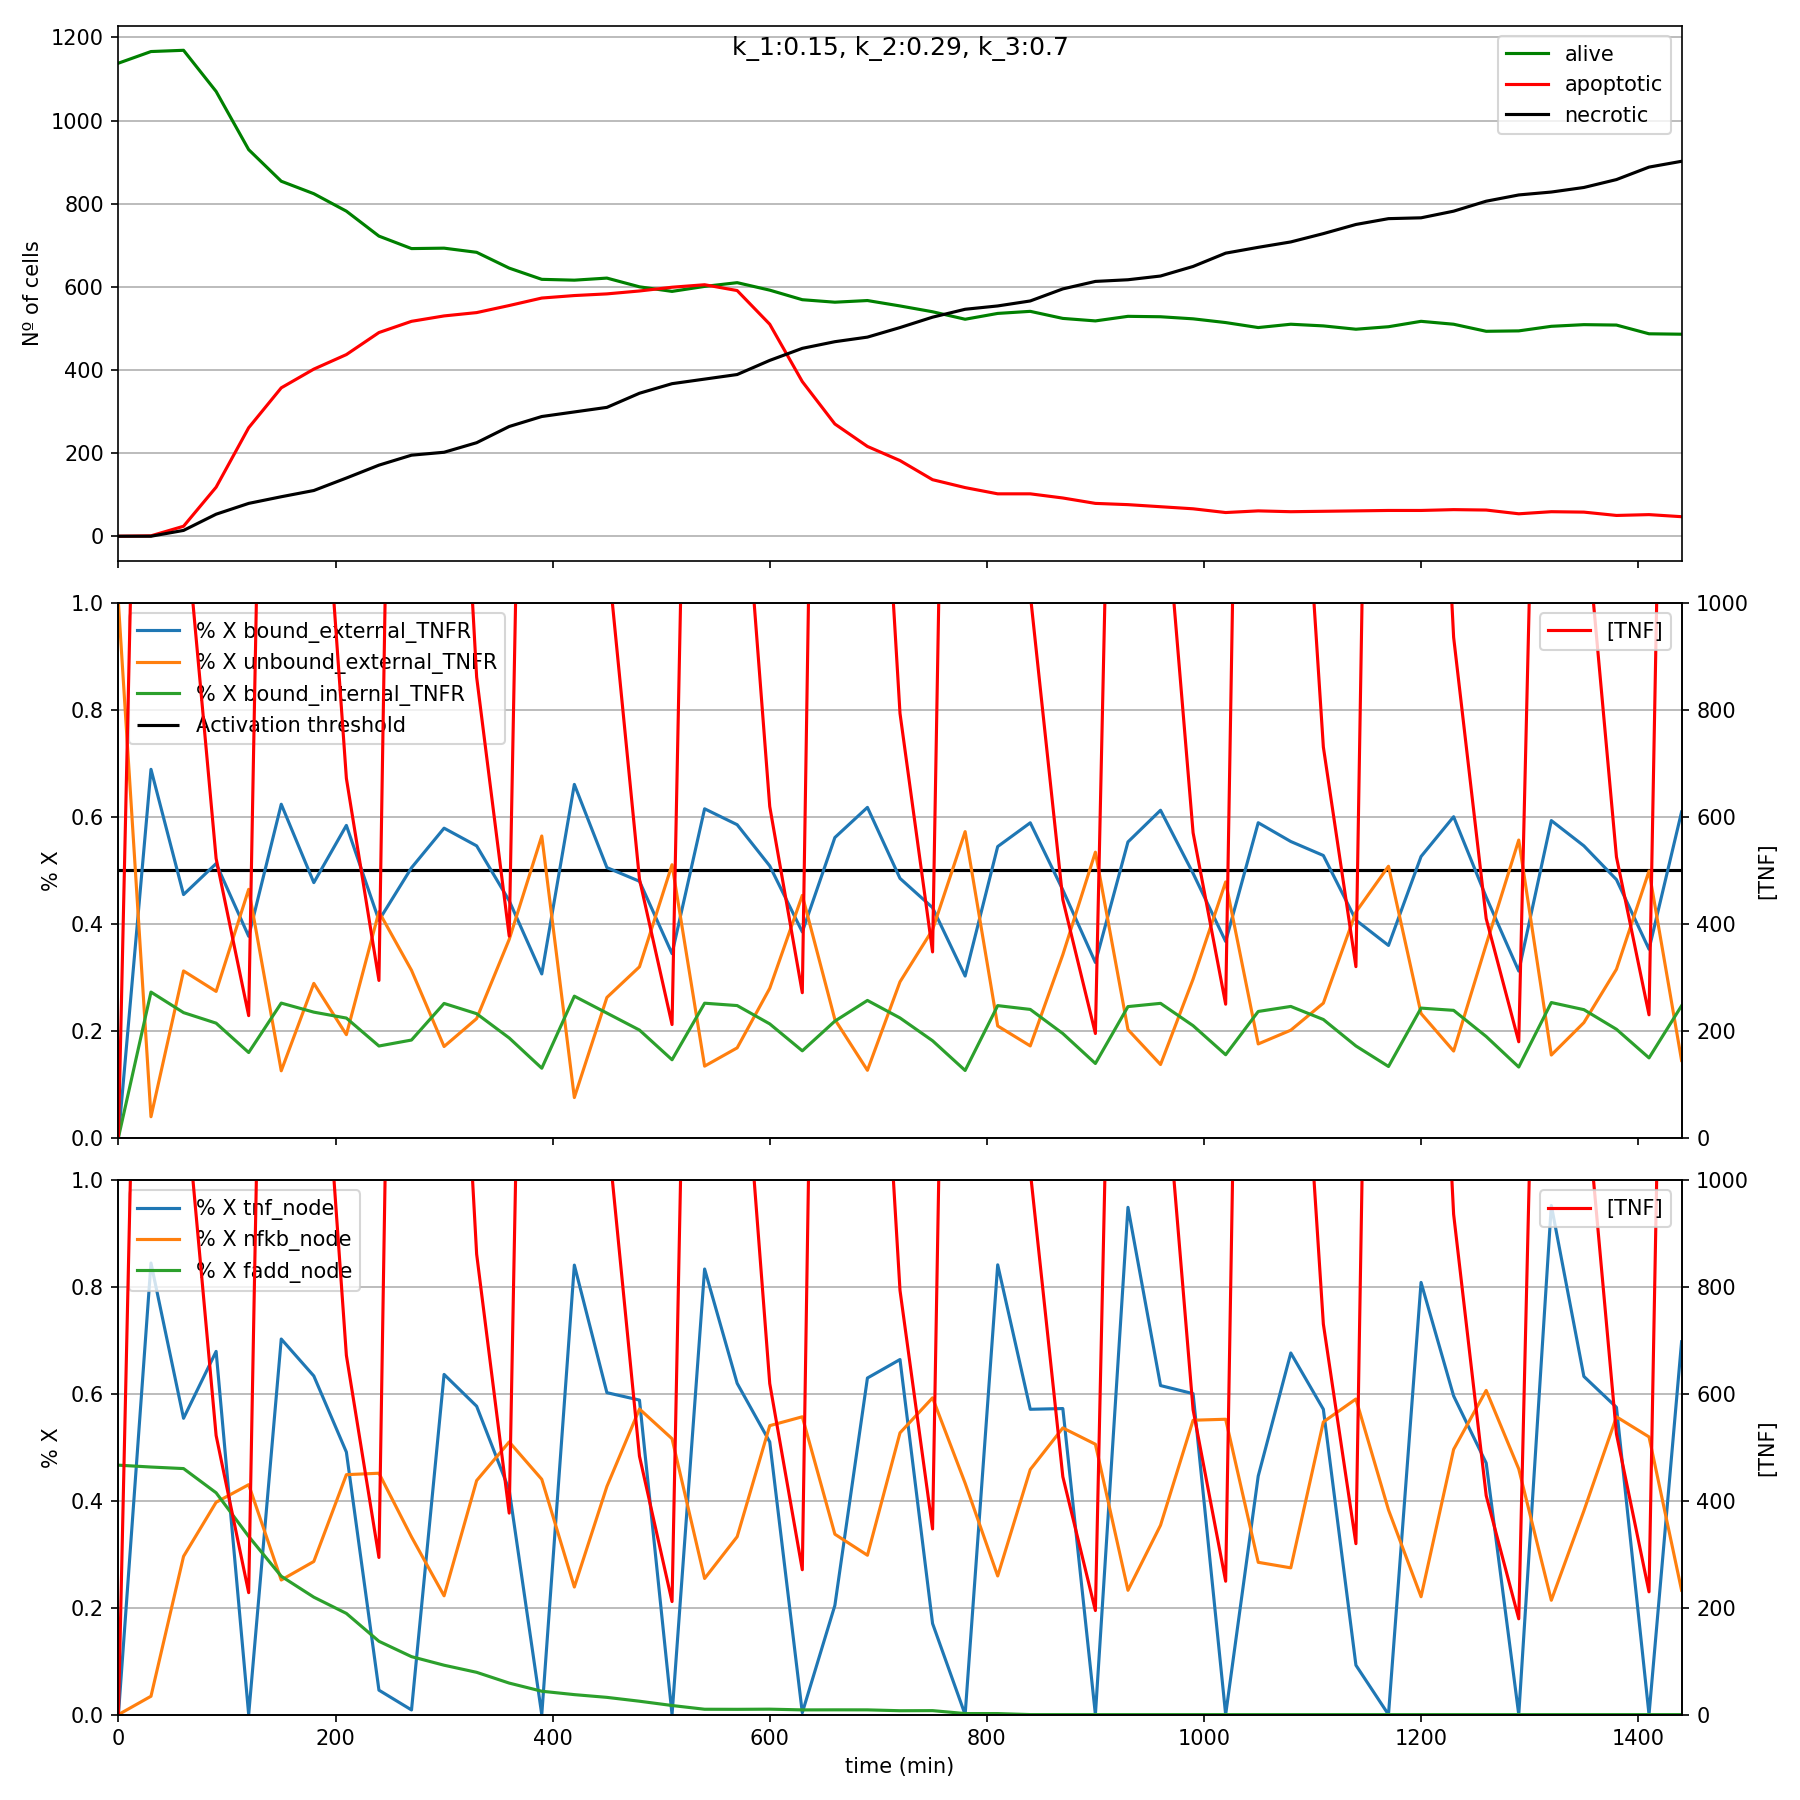 k_1:0.15, k_2:0.29, k_3:0.7
1200
1000
800
600
400
200
0
Nº of cells
alive
apoptotic
necrotic
1.0
0.8
0.6
0.4
0.2
0.0
% X
% X bound_external_TNFR
% X unbound_external_TNFR
% X bound_internal_TNFR
Activation threshold
[TNF]
1000
800
600
400
200
0
[TNF]
1.0
0.8
0.6
0.4
0.2
0.0
% X
% X tnf_node
% X nfkb_node
% X fadd_node
[TNF]
1000
800
600
400
200
0
[TNF]
0 200 400 600 800 1000 1200 1400
time (min)